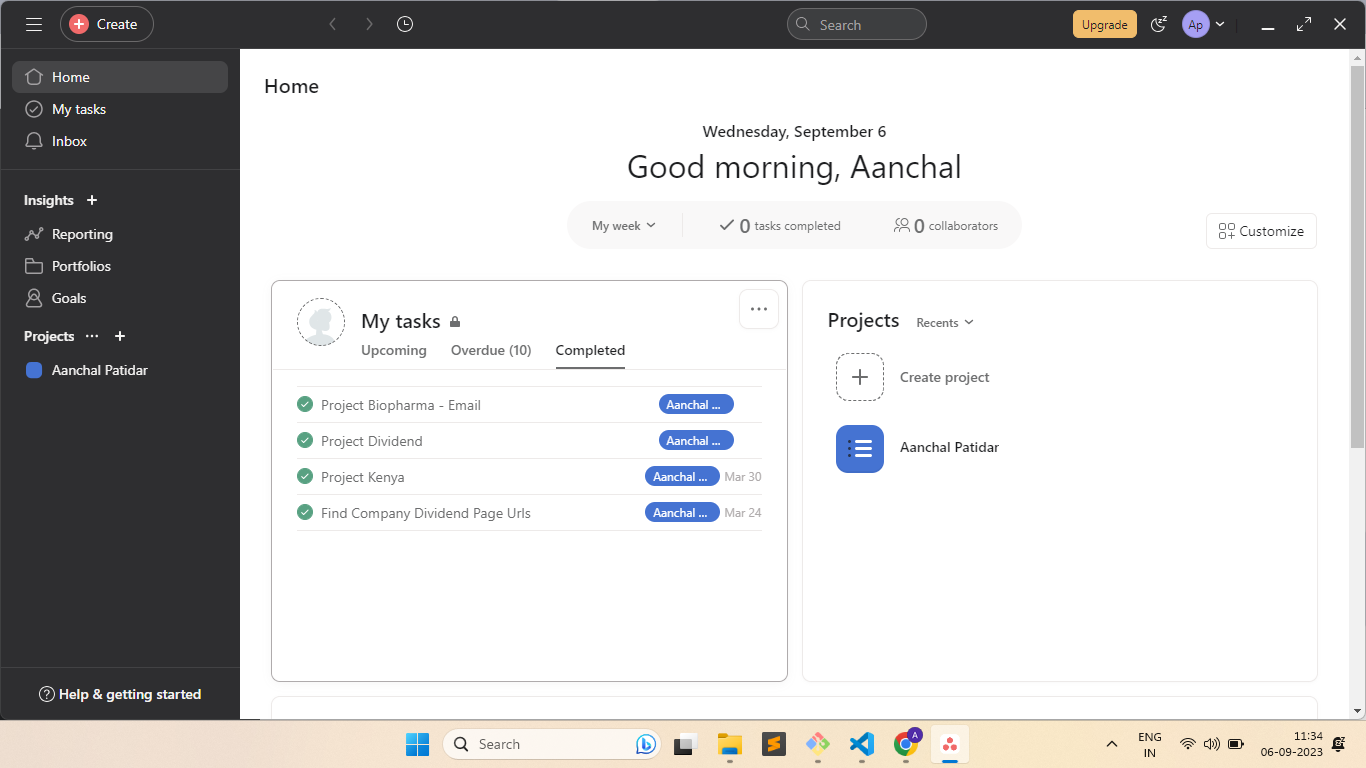 Create
Search
Upgrade
Ap
Home
My tasks
Inbox
Insights
Reporting
Portfolios
Goals
Projects
Aanchal Patidar
Help & getting started
Home
Wednesday, September 6
Good morning, Aanchal
My week
0 tasks completed
0 collaborators
Customize
My tasks
Upcoming Overdue (10) Completed
Project Biopharma - Email Aanchal ...
Project Dividend Aanchal ...
Project Kenya Aanchal ... Mar 30
Find Company Dividend Page Urls Aanchal ... Mar 24
Projects Recents
Create project
Aanchal Patidar
Search
A
ENG
IN
11:34
06-09-2023